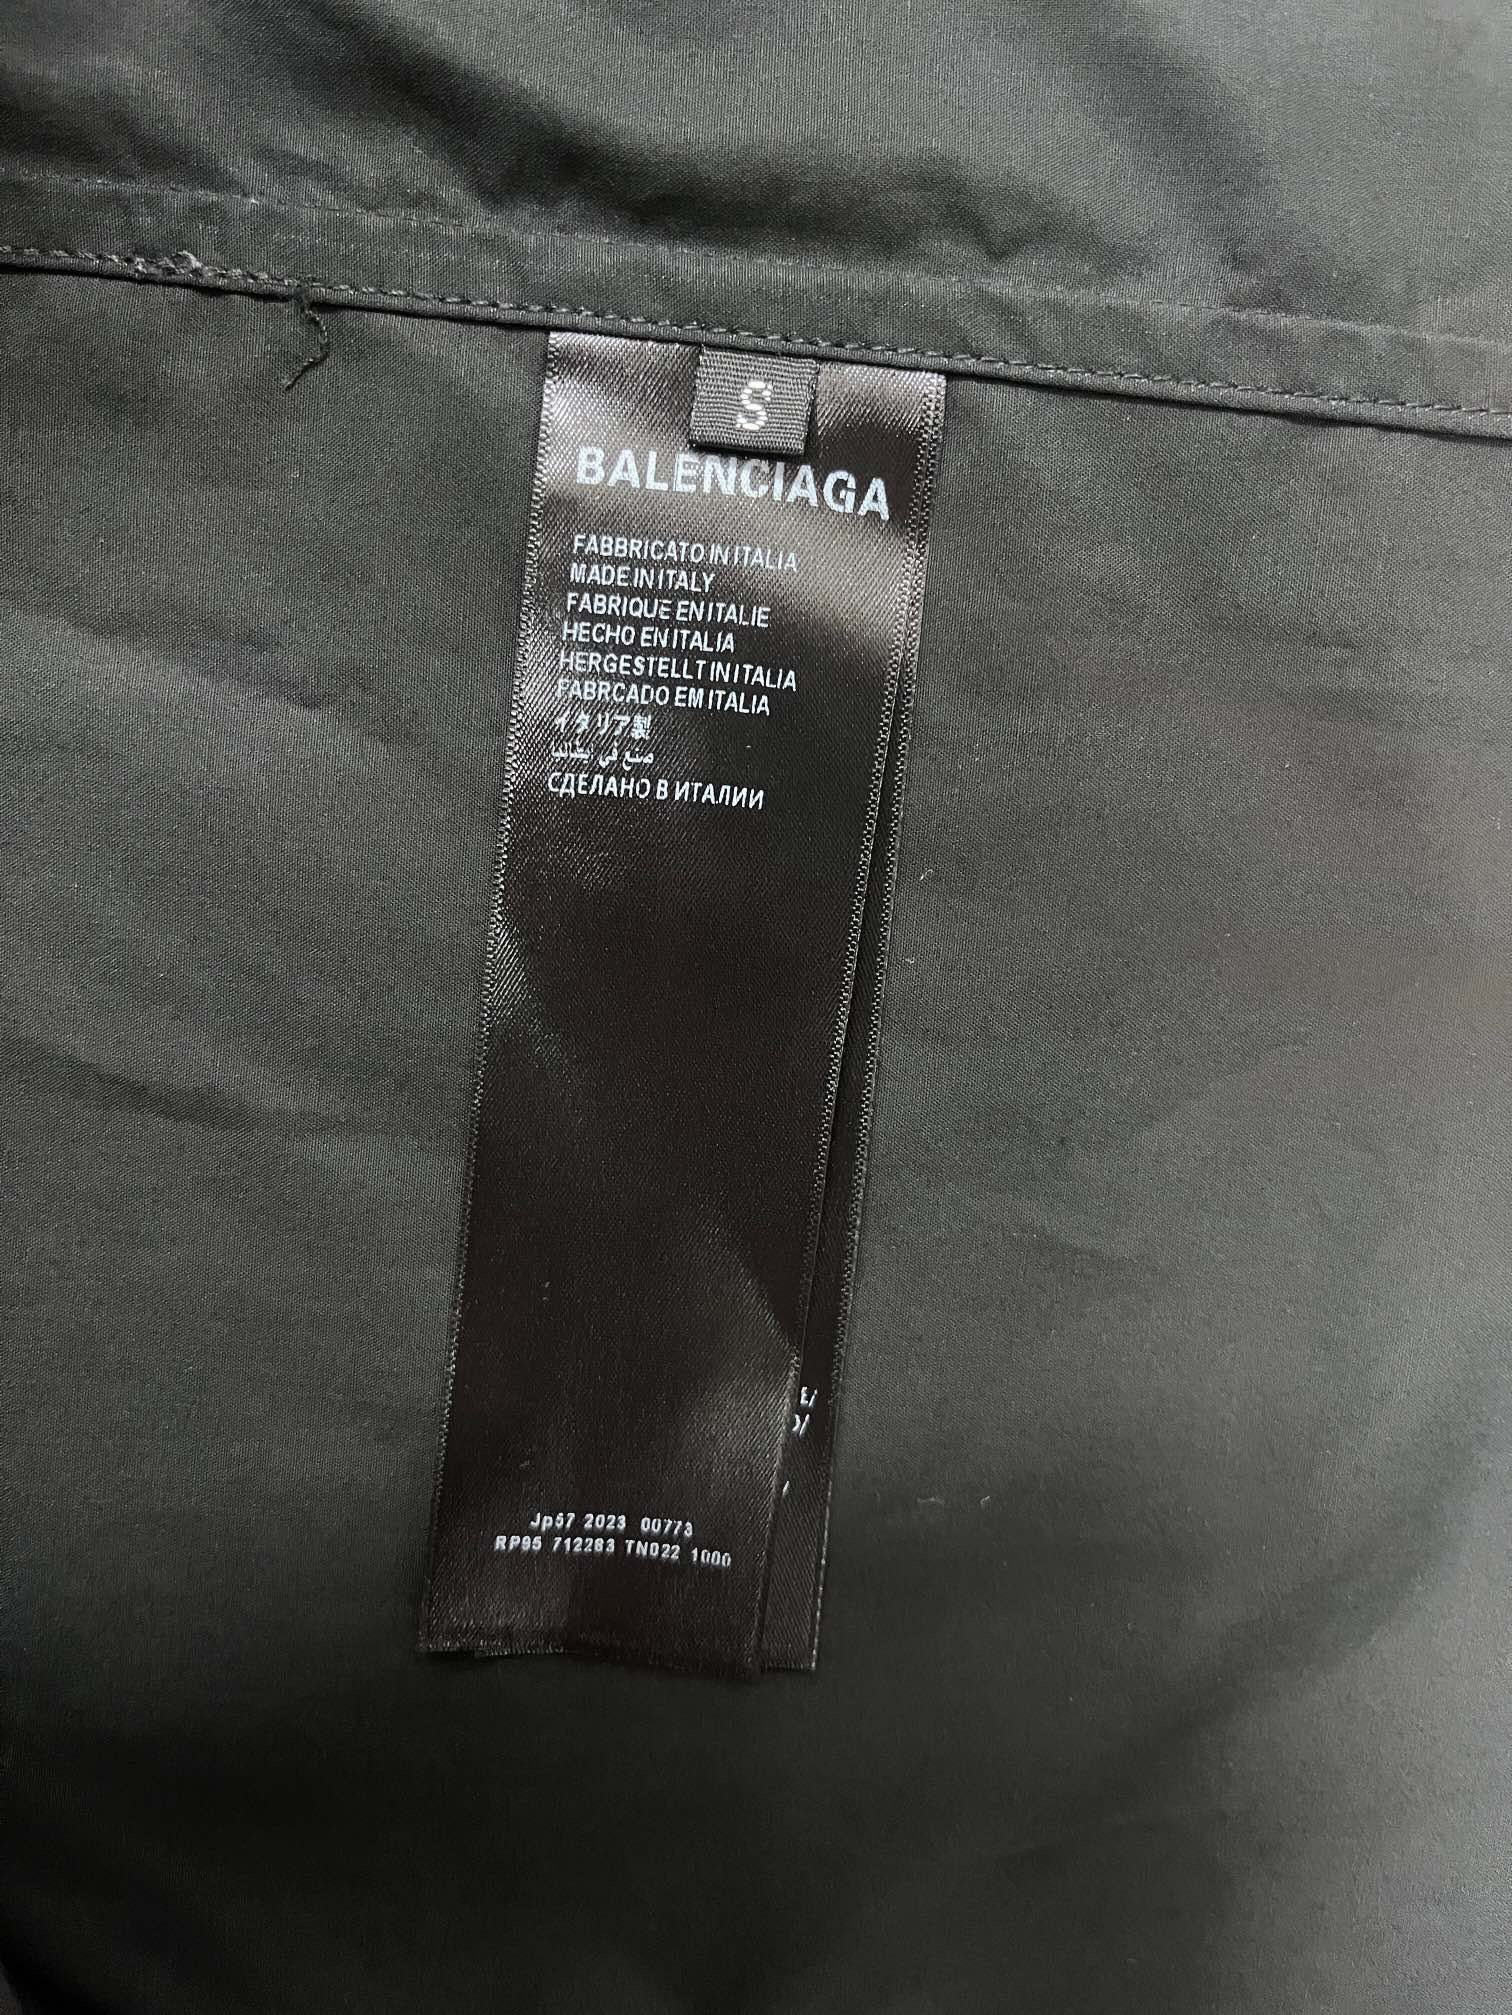 S
BALENCIAGA
FABBRICATO IN ITALIA
MADE IN ITALY
FABRIQUE EN ITALIE
HECHO EN ITALIA
HERGESTELLT IN ITALIA
FABRCADO EM ITALIA
イタリア製
صنع في
СДЕЛАНО В ИТАЛИИ
E/
O/
Jp57 2023 00773
RP95 712283 TN022 1000